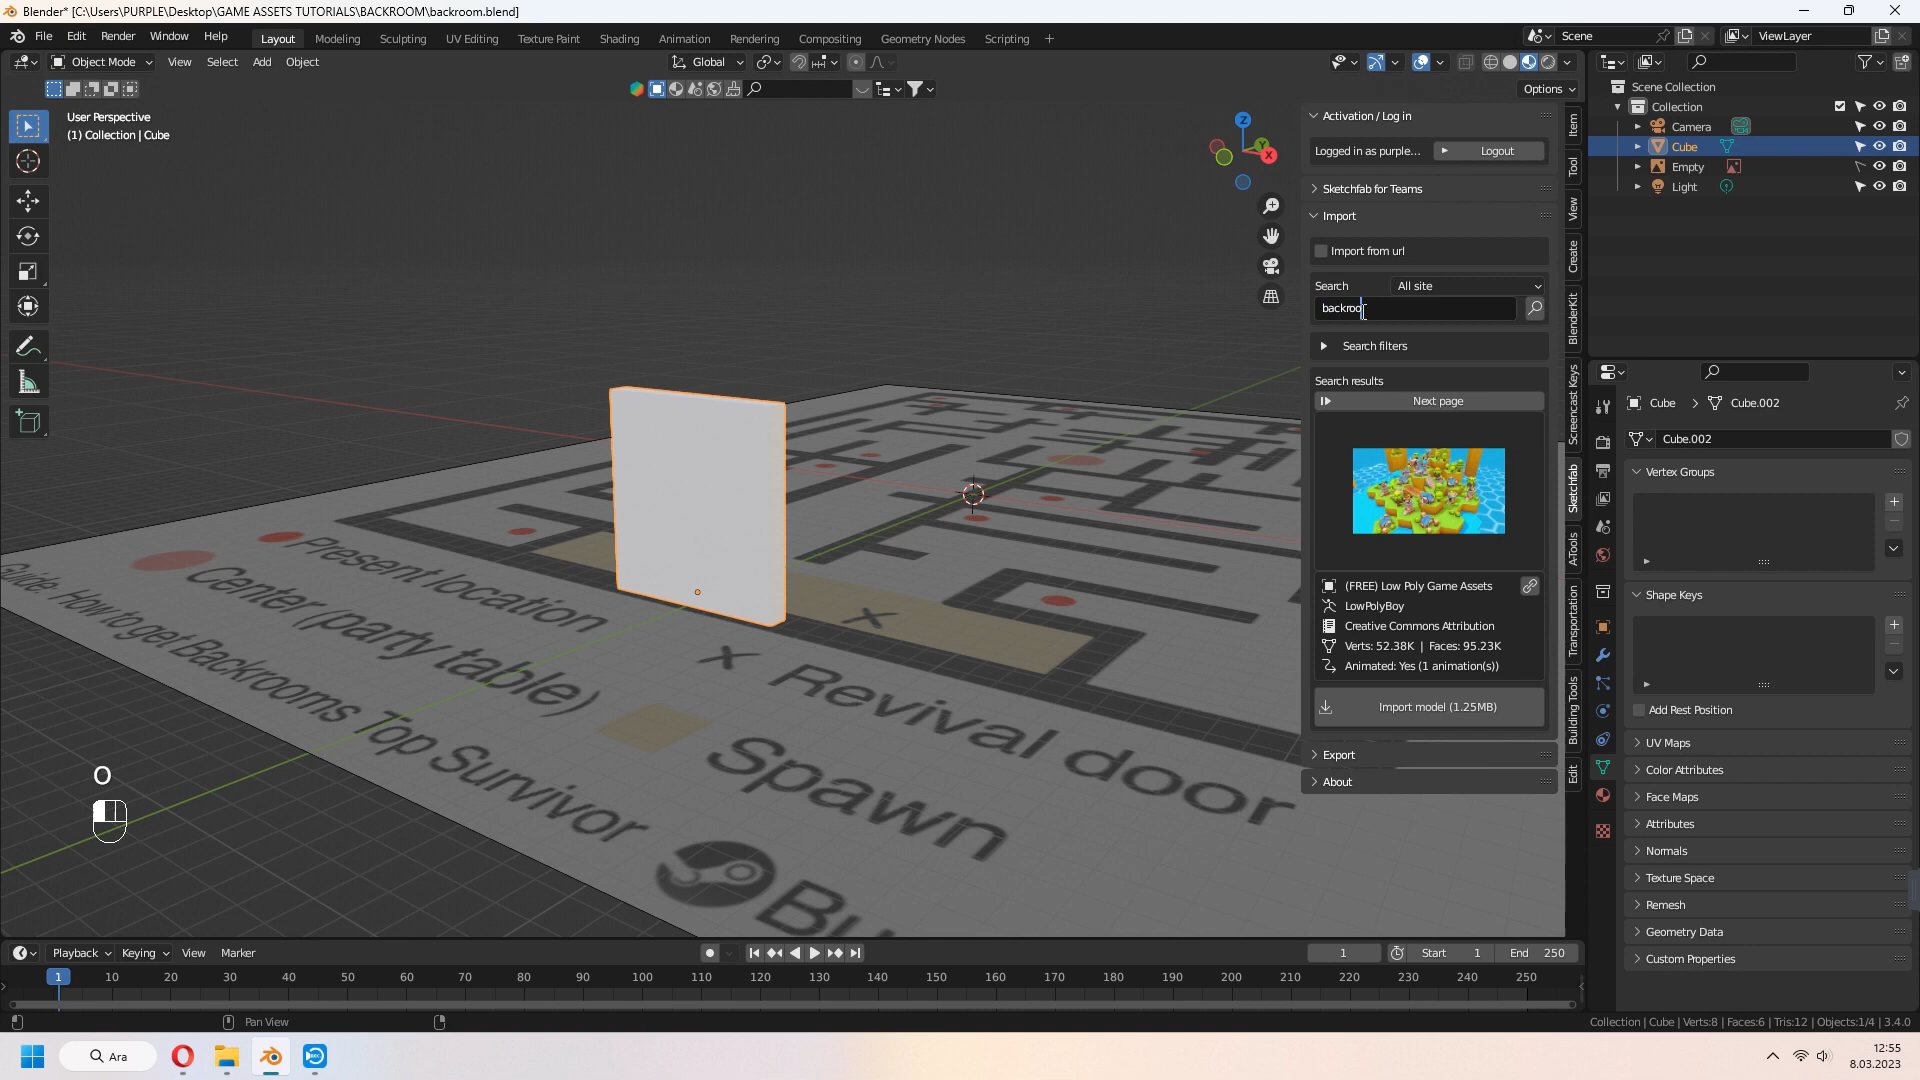 Blender* [C:\Users\PURPLE\Desktop\GAME ASSETS TUTORIALS\BACKROOM\backroom.blend]
File Edit Render Window Help
Layout Modeling Sculpting UV Editing Texture Paint Shading Animation Rendering Compositing Geometry Nodes Scripting +
Scene
ViewLayer
Object Mode View Select Add Object
Global
Options
User Perspective
(1) Collection | Cube
Z
Y
X
Activation / Log in
Logged in as purple...
Logout
Sketchfab for Teams
Import
Import from url
Search
All site
backroo
Search filters
Search results
Next page
(FREE) Low Poly Game Assets
LowPolyBoy
Creative Commons Attribution
Verts: 52.38K | Faces: 95.23K
Animated: Yes (1 animation(s))
Import model (1.25MB)
Export
About
Item
Tool
View
Create
BlenderKit
Screencast Keys
Sketchfab
A-Tools
Transportation
Building Tools
Edit
Scene Collection
Collection
Camera
Cube
Empty
Light
Cube > Cube.002
Cube.002
Vertex Groups
Shape Keys
Add Rest Position
UV Maps
Color Attributes
Face Maps
Attributes
Normals
Texture Space
Remesh
Geometry Data
Custom Properties
Present location
Center (party table)
Guide: How to get Backrooms Top Survivor
X Revival door
Spawn
Bu
O
Playback Keying View Marker
1
Start 1
End 250
1 10 20 30 40 50 60 70 80 90 100 110 120 130 140 150 160 170 180 190 200 210 220 230 240 250
Pan View
Collection | Cube | Verts:8 | Faces:6 | Tris:12 | Objects:1/4 | 3.4.0
Ara
12:55
8.03.2023